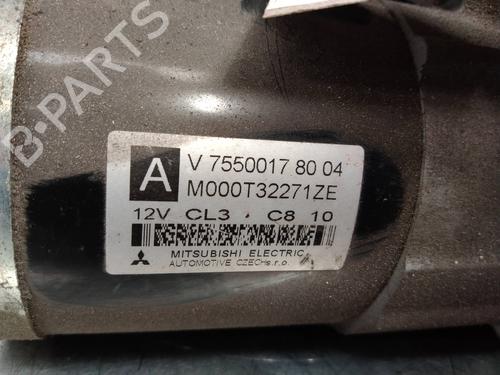 B-PARTS
A
V 7550017 80 04
M000T32271ZE
12V CL3 C8 10
MITSUBISHI ELECTRIC
AUTOMOTIVE CZECH s.r.o.